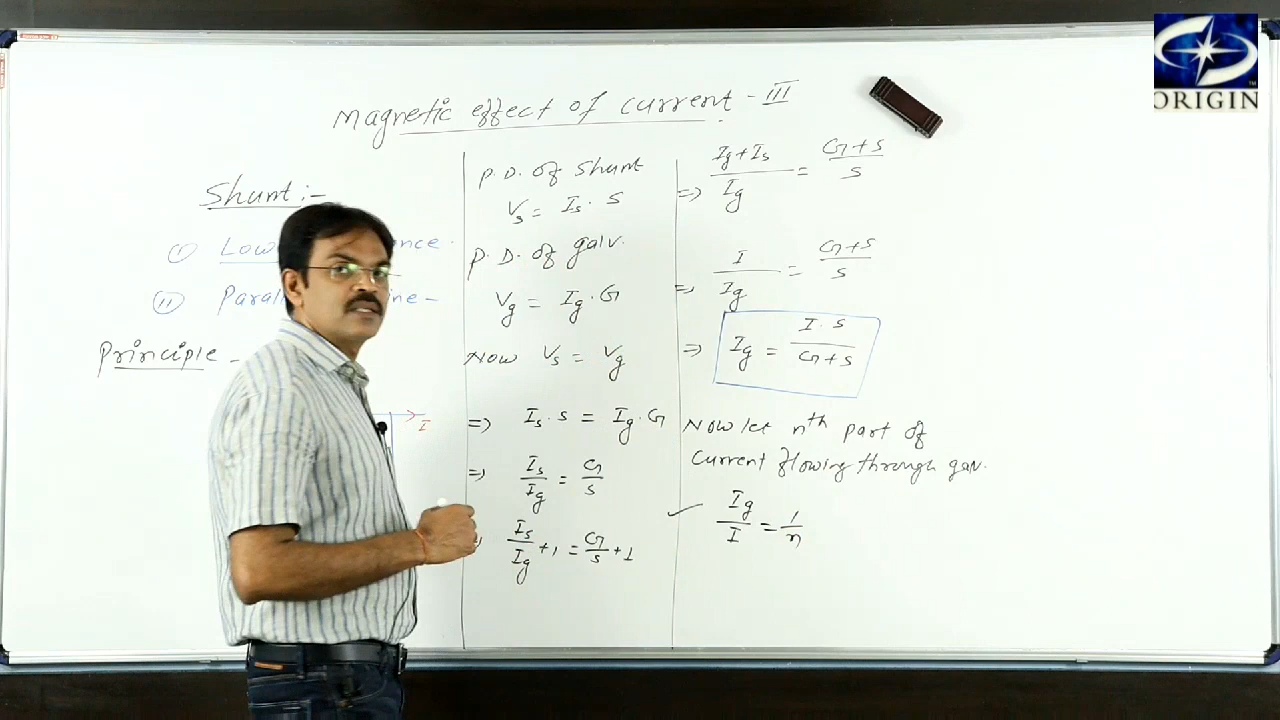 Magnetic effect of current - III
Shunt :-
(i) Low
(ii)
Principle -
I
P.D. of Shunt
Vs = Is . S
P.D. of galv.
Vg = Ig . G
Now Vs = Vg
=> Is . S = Ig . G
=> Is/Ig = G/S
Is/Ig + 1 = G/S + 1
=> Ig + Is/Ig = G + S/S
=> I/Ig = G + S/S
=> Ig = I . S/G + S
Now let nth part of
Current flowing through gav.
✓ Ig/I = 1/n
ORIGIN